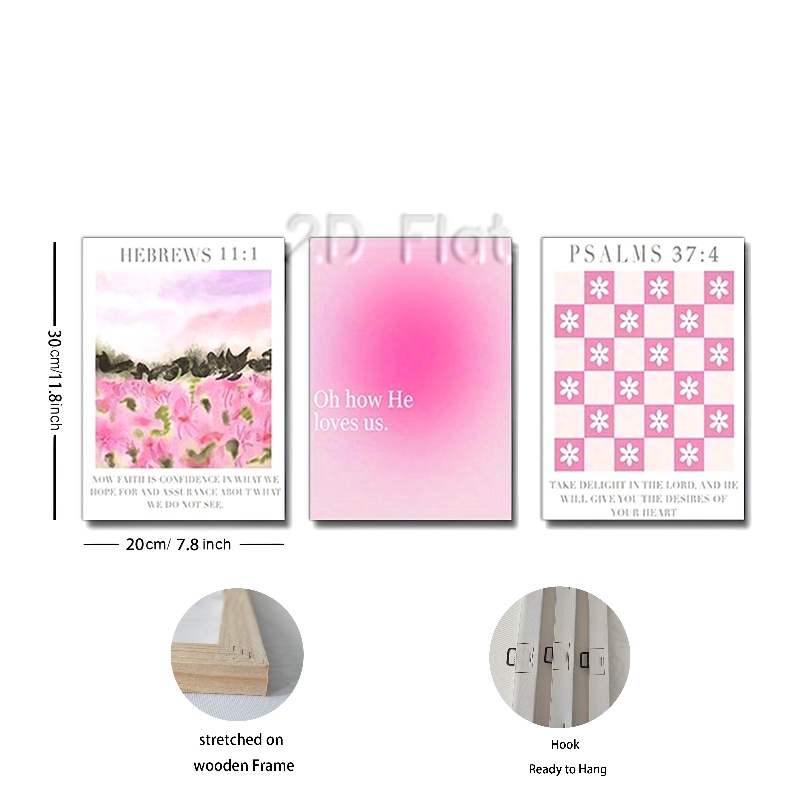 2D Flat
HEBREWS 11:1
PSALMS 37:4
30cm/11.8inch
Oh how He
loves us.
NOW FAITH IS CONFIDENCE IN WHAT WE
HOPE FOR AND ASSURANCE ABOUT WHAT
WE DO NOT SEE.
TAKE DELIGHT IN THE LORD, AND HE
WILL GIVE YOU THE DESIRES OF
YOUR HEART
20cm/ 7.8 inch
stretched on
wooden Frame
Hook
Ready to Hang